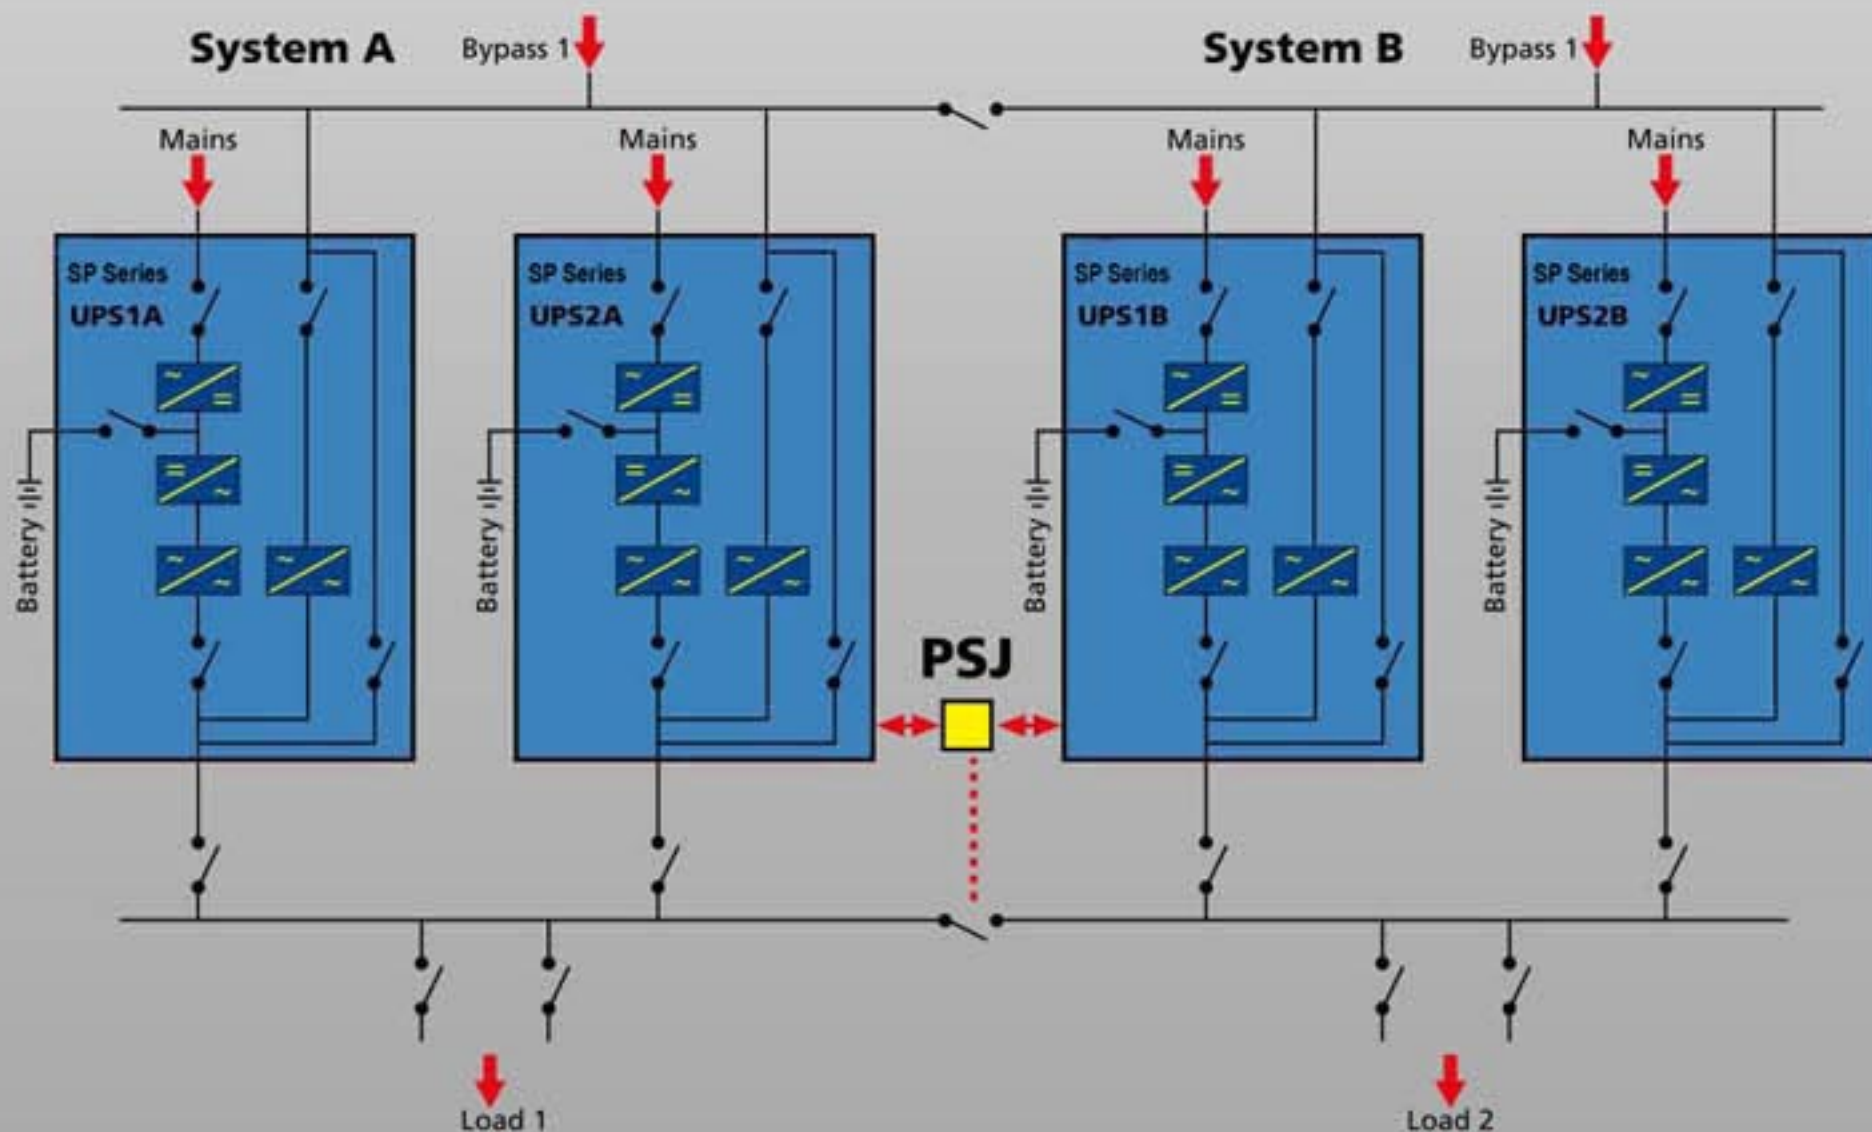 System A
Bypass 1
System B
Bypass 1
Mains
Mains
Mains
Mains
SP Series
UPS1A
SP Series
UPS2A
SP Series
UPS1B
SP Series
UPS2B
Battery
Battery
Battery
Battery
PSJ
Load 1
Load 2